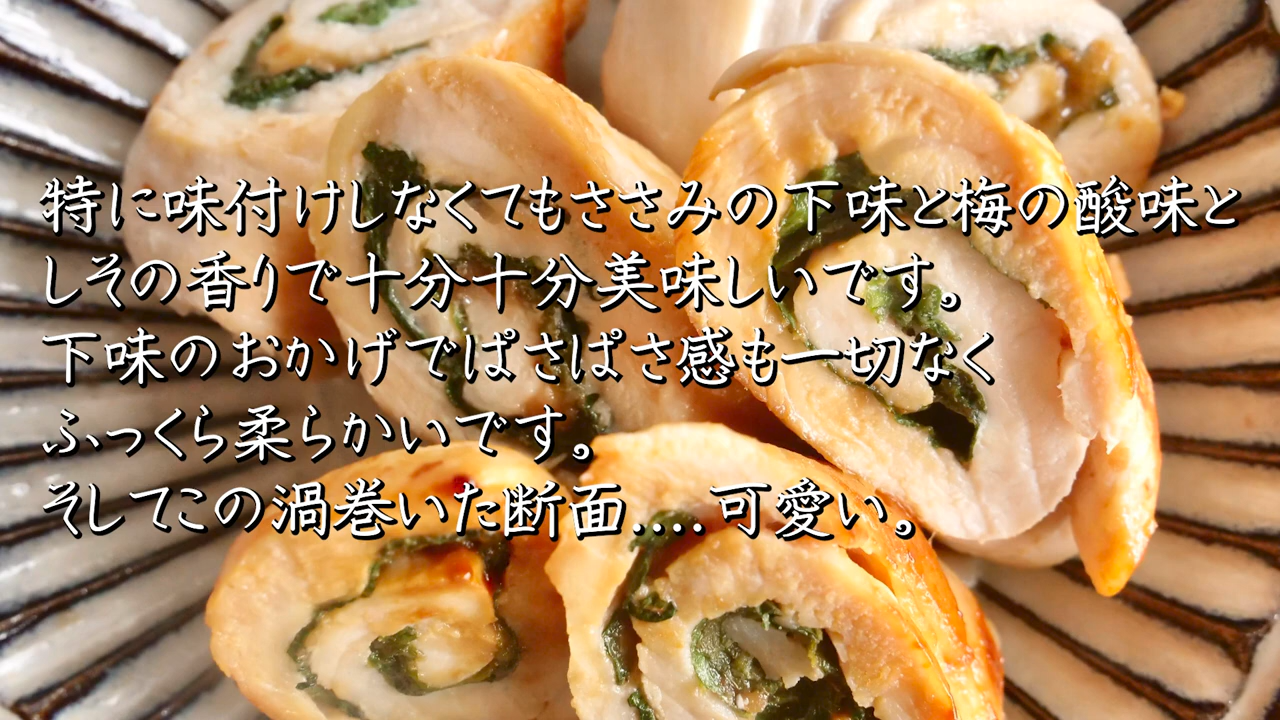 特に味付けしなくてもささみの下味と梅の酸味と
しその香りで十分十分美味しいです。
下味のおかげでぱさぱさ感も一切なく
ふっくら柔らかいです。
そしてこの渦巻いた断面....可愛い。